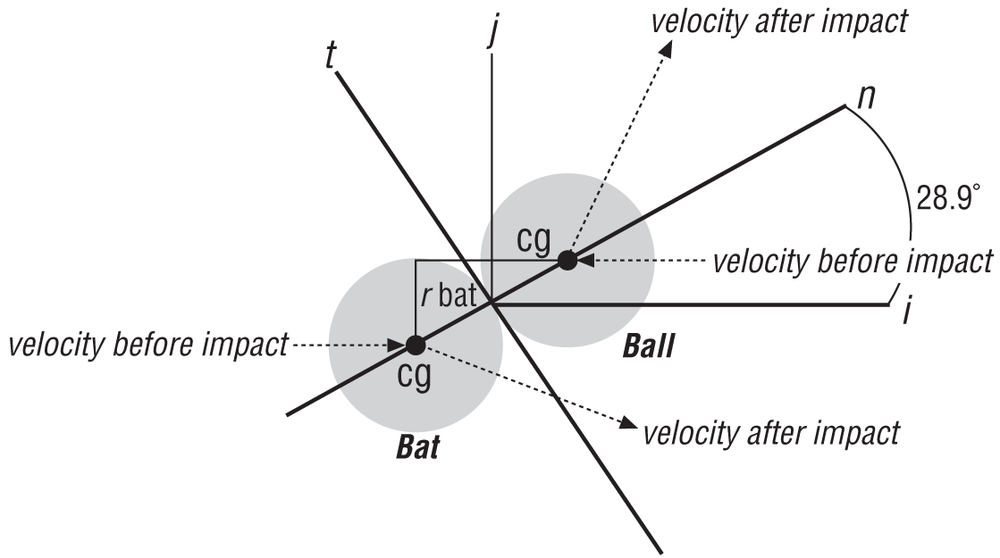 velocity after impact
j
t
n
28.9°
cg
velocity before impact
r bat
i
velocity before impact
Ball
cg
velocity after impact
Bat